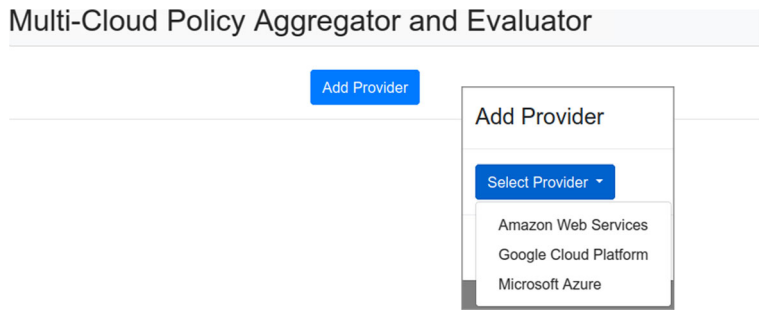 Multi-Cloud Policy Aggregator and Evaluator
Add Provider
Add Provider
Select Provider
Amazon Web Services
Google Cloud Platform
Microsoft Azure